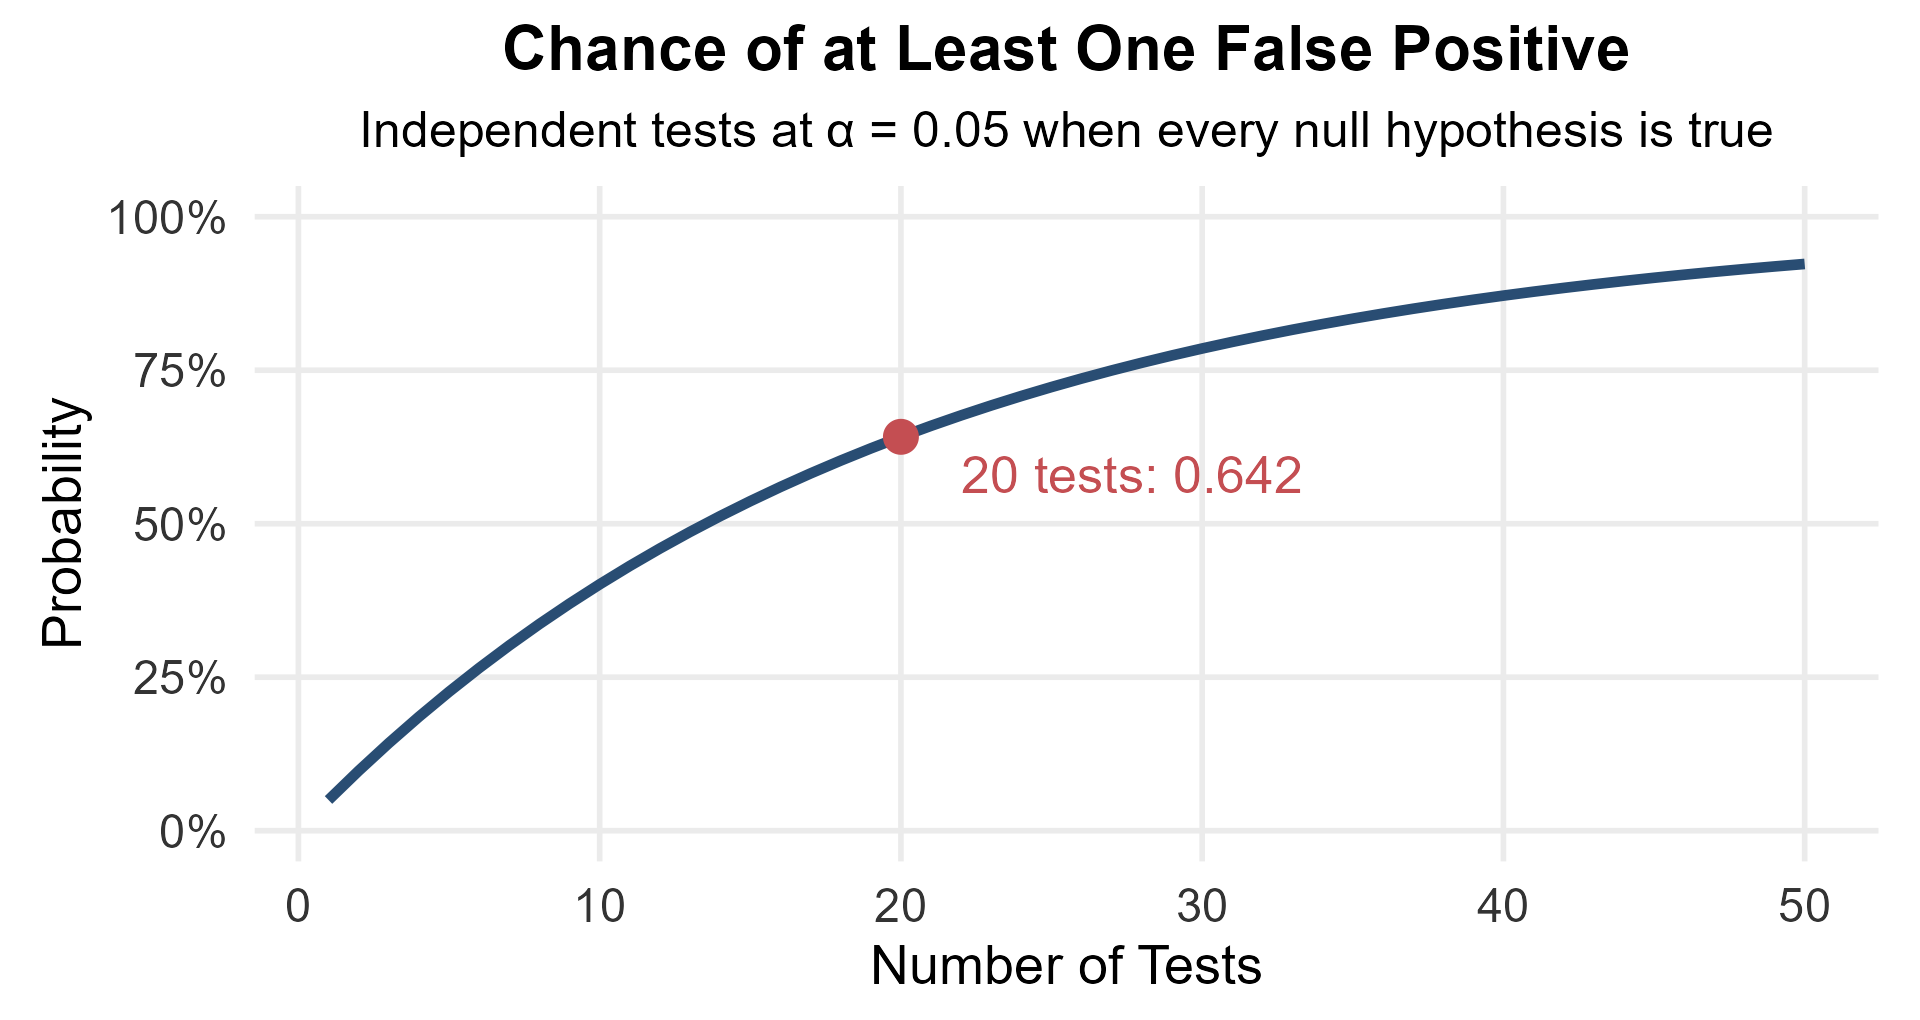 Chance of at Least One False Positive
Independent tests at α = 0.05 when every null hypothesis is true
100%
75%
50%
25%
0%
Probability
20 tests: 0.642
0 10 20 30 40 50
Number of Tests